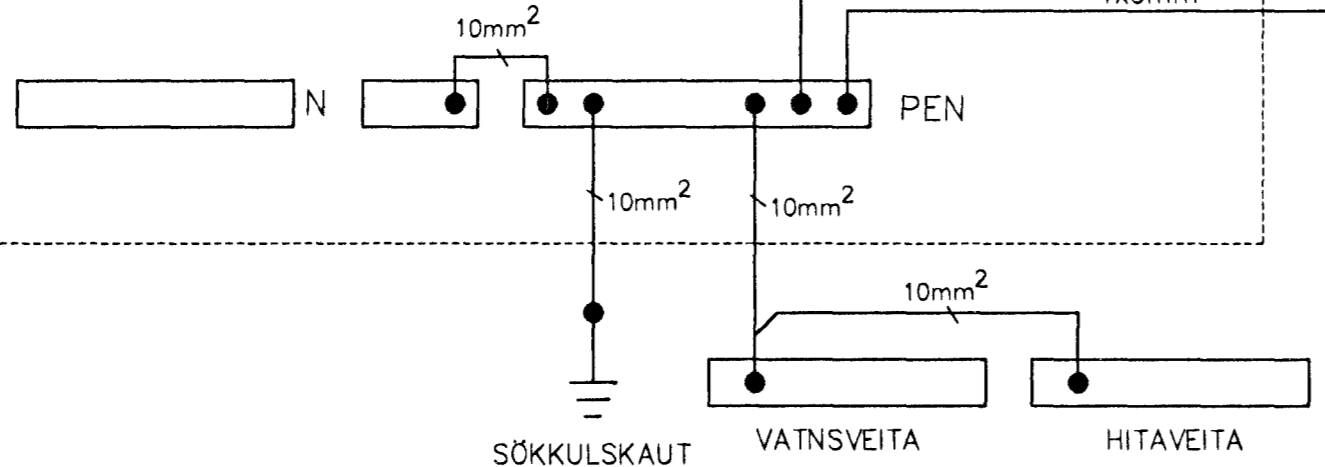 10mm²
N
PEN
10mm²
10mm²
10mm²
SÖKKULSKAUT
VATNSVEITA
HITAVEITA